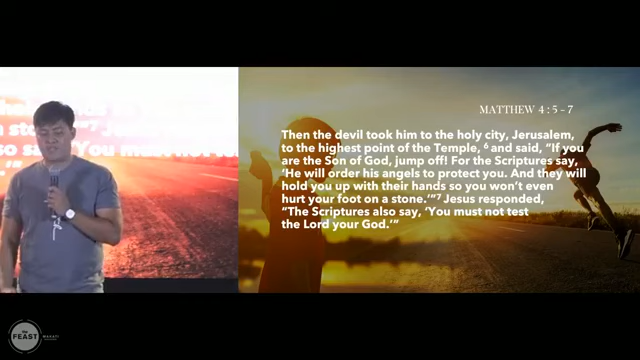 MATTHEW 4 : 5 - 7
Then the devil took him to the holy city, Jerusalem,
to the highest point of the Temple, ⁶ and said, “If you
are the Son of God, jump off! For the Scriptures say,
‘He will order his angels to protect you. And they will
hold you up with their hands so you won’t even
hurt your foot on a stone.’”⁷ Jesus responded,
“The Scriptures also say, ‘You must not test
the Lord your God.’”
the
FEAST
MAKATI